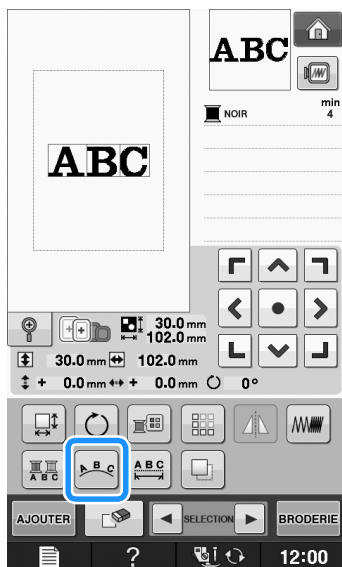 ABC
min
NOIR 4
ABC
30.0 mm
102.0 mm
30.0 mm 102.0 mm
+ 0.0 mm + 0.0 mm 0°
A B C
A B C
A B C
AJOUTER
SELECTION
BRODERIE
?
12:00